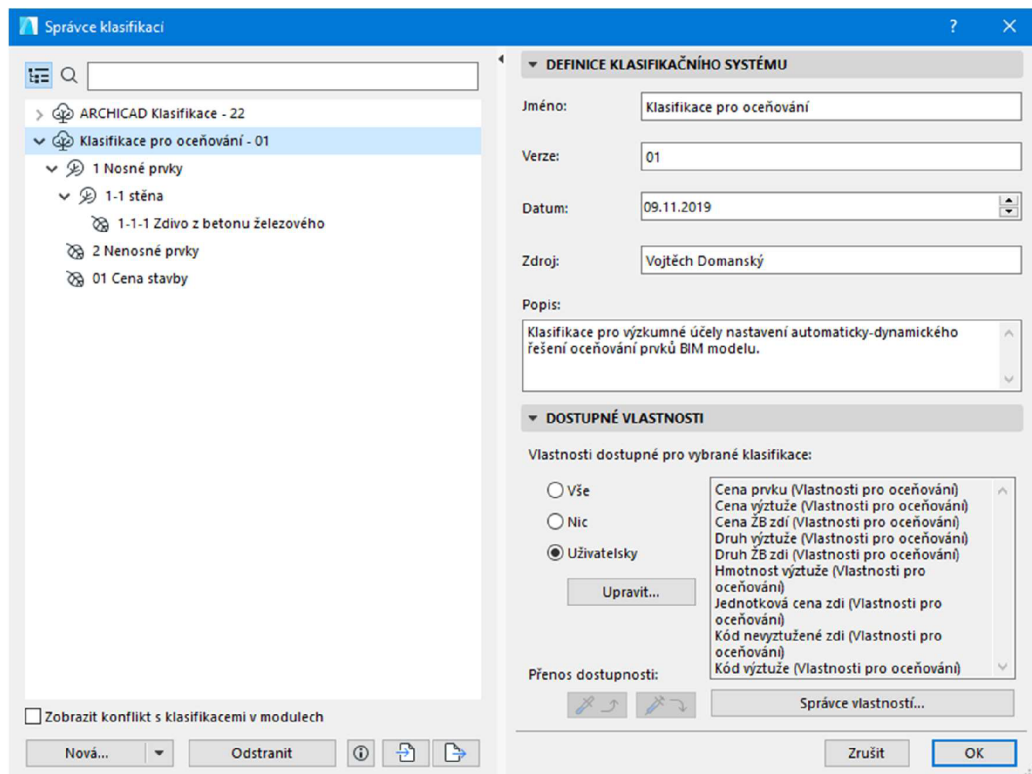 Správce klasifikací
?
ARCHICAD Klasifikace - 22
Klasifikace pro oceňování - 01
1 Nosné prvky
1-1 stěna
1-1-1 Zdivo z betonu železového
2 Nenosné prvky
01 Cena stavby
Zobrazit konflikt s klasifikacemi v modulech
Nová...
Odstranit
DEFINICE KLASIFIKAČNÍHO SYSTÉMU
Jméno: Klasifikace pro oceňování
Verze: 01
Datum: 09.11.2019
Zdroj: Vojtěch Domanský
Popis:
Klasifikace pro výzkumné účely nastavení automaticky-dynamického
řešení oceňování prvků BIM modelu.
DOSTUPNÉ VLASTNOSTI
Vlastnosti dostupné pro vybrané klasifikace:
Vše
Nic
Uživatelsky
Upravit...
Cena prvku (Vlastnosti pro oceňování)
Cena výztuže (Vlastnosti pro oceňování)
Cena ŽB zdí (Vlastnosti pro oceňování)
Druh výztuže (Vlastnosti pro oceňování)
Druh ŽB zdi (Vlastnosti pro oceňování)
Hmotnost výztuže (Vlastnosti pro
oceňování)
Jednotková cena zdi (Vlastnosti pro
oceňování)
Kód nevyztužené zdi (Vlastnosti pro
oceňování)
Kód výztuže (Vlastnosti pro oceňování)
Přenos dostupnosti:
Správce vlastností...
Zrušit
OK